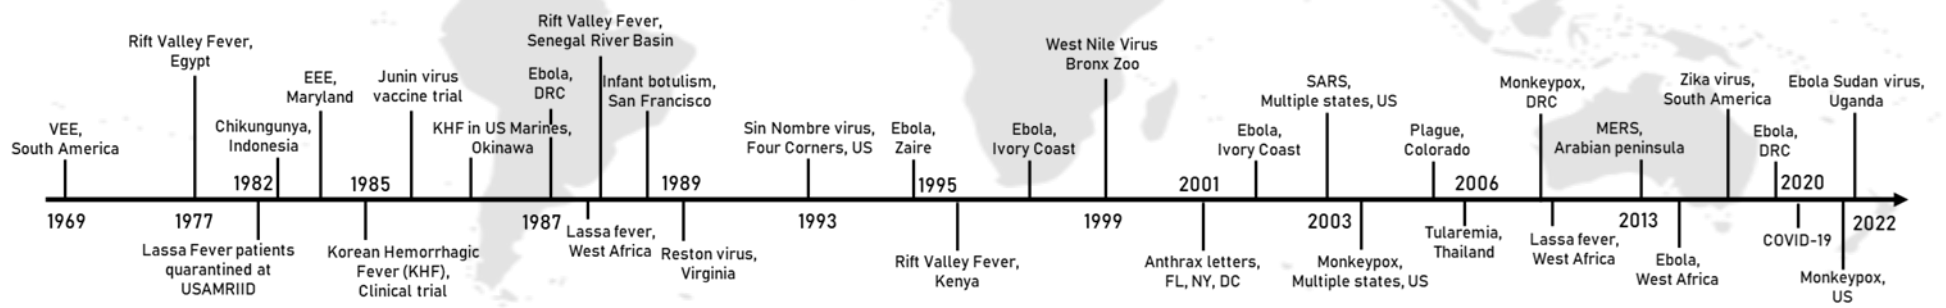 Rift Valley Fever,
Egypt
Rift Valley Fever,
Senegal River Basin
West Nile Virus
Bronx Zoo
EEE,
Maryland
Junin virus
vaccine trial
Ebola,
DRC
Infant botulism,
San Francisco
SARS,
Multiple states, US
Monkeypox,
DRC
Zika virus,
South America
Ebola Sudan virus,
Uganda
VEE,
South America
Chikungunya,
Indonesia
KHF in US Marines,
Okinawa
Sin Nombre virus,
Four Corners, US
Ebola,
Zaire
Ebola,
Ivory Coast
Ebola,
Ivory Coast
Plague,
Colorado
MERS,
Arabian peninsula
Ebola,
DRC
1982
1985
1989
1995
2001
2006
2020
1969
1977
1987
1993
1999
2003
2013
2022
Lassa Fever patients
quarantined at
USAMRIID
Korean Hemorrhagic
Fever (KHF),
Clinical trial
Lassa fever,
West Africa
Reston virus,
Virginia
Rift Valley Fever,
Kenya
Anthrax letters,
FL, NY, DC
Monkeypox,
Multiple states, US
Tularemia,
Thailand
Lassa fever,
West Africa
Ebola,
West Africa
COVID-19
Monkeypox,
US